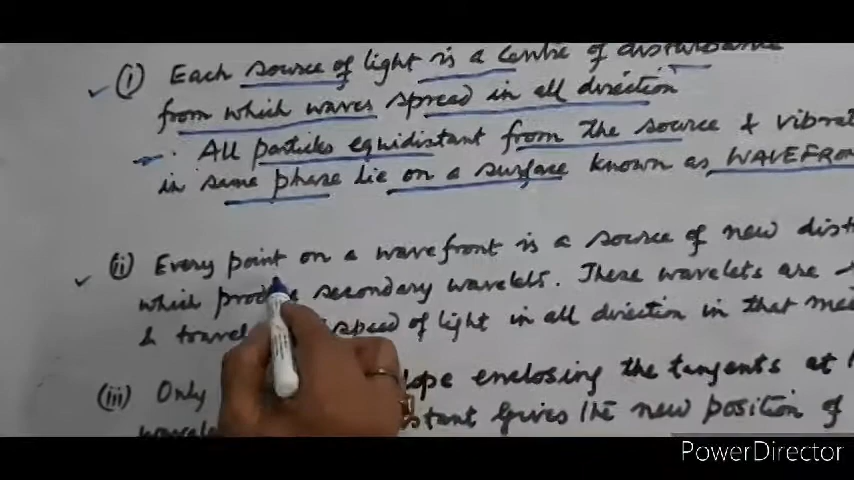 (i) Each source of light is a centre of disturbance
from which waves spread in all direction
. All particles equidistant from the source & vibrat
in same phase lie on a surface known as WAVEFRON
(ii) Every point on a wavefront is a source of new dist
which secondary wavelets. These wavelets are
& travel speed of light in all direction in that me
(iii) Only lope enclosing the tangents at
gives the new position of
PowerDirector